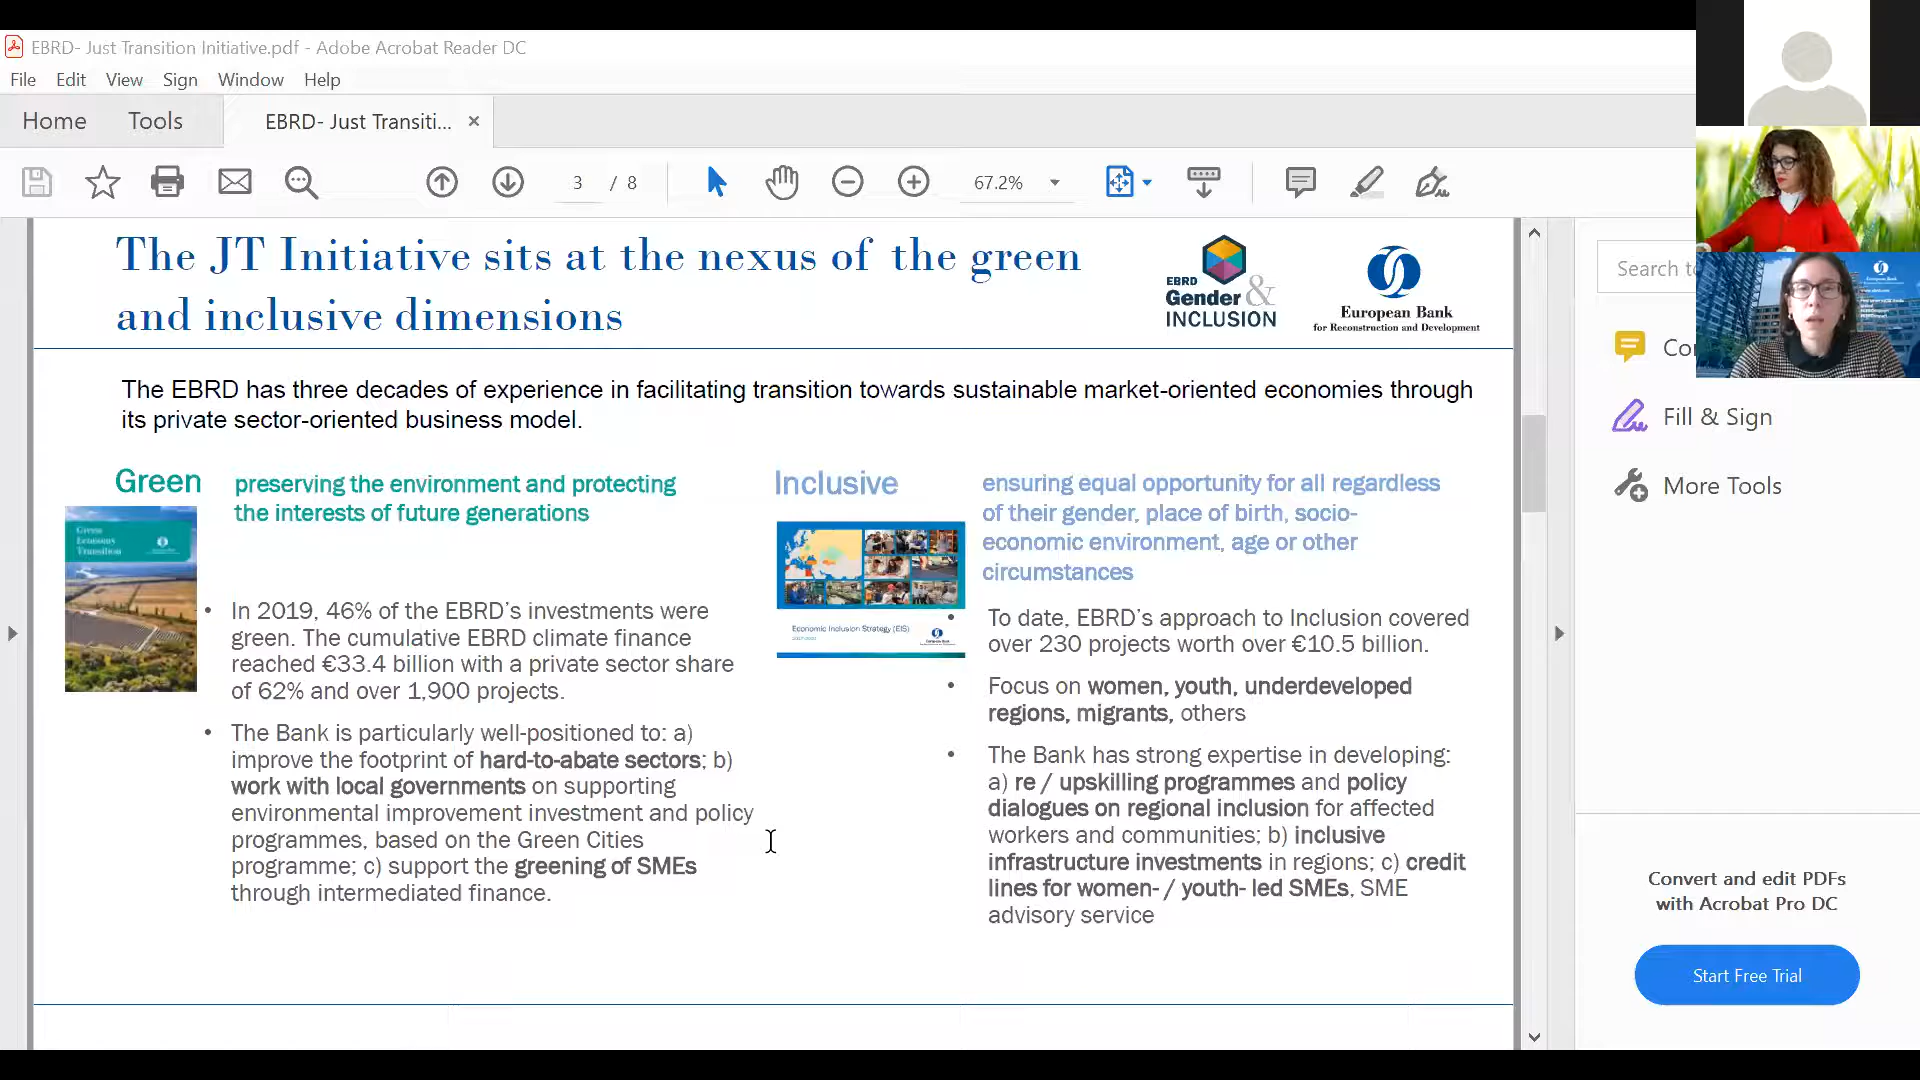 EBRD- Just Transition Initiative.pdf - Adobe Acrobat Reader DC
File Edit View Sign Window Help
Home Tools EBRD- Just Transiti... ×
3 / 8 67.2%
The JT Initiative sits at the nexus of the green
and inclusive dimensions
EBRD
Gender &
INCLUSION
European Bank
for Reconstruction and Development
The EBRD has three decades of experience in facilitating transition towards sustainable market-oriented economies through
its private sector-oriented business model.
Green
preserving the environment and protecting
the interests of future generations
Green
Economy
Transition
• In 2019, 46% of the EBRD's investments were
green. The cumulative EBRD climate finance
reached €33.4 billion with a private sector share
of 62% and over 1,900 projects.
• The Bank is particularly well-positioned to: a)
improve the footprint of hard-to-abate sectors; b)
work with local governments on supporting
environmental improvement investment and policy
programmes, based on the Green Cities
programme; c) support the greening of SMEs
through intermediated finance.
Inclusive
ensuring equal opportunity for all regardless
of their gender, place of birth, socio-
economic environment, age or other
circumstances
Economic Inclusion Strategy (EIS)
• To date, EBRD's approach to Inclusion covered
over 230 projects worth over €10.5 billion.
• Focus on women, youth, underdeveloped
regions, migrants, others
• The Bank has strong expertise in developing:
a) re / upskilling programmes and policy
dialogues on regional inclusion for affected
workers and communities; b) inclusive
infrastructure investments in regions; c) credit
lines for women- / youth- led SMEs, SME
advisory service
Search to
Co
Fill & Sign
More Tools
Convert and edit PDFs
with Acrobat Pro DC
Start Free Trial
European Bank